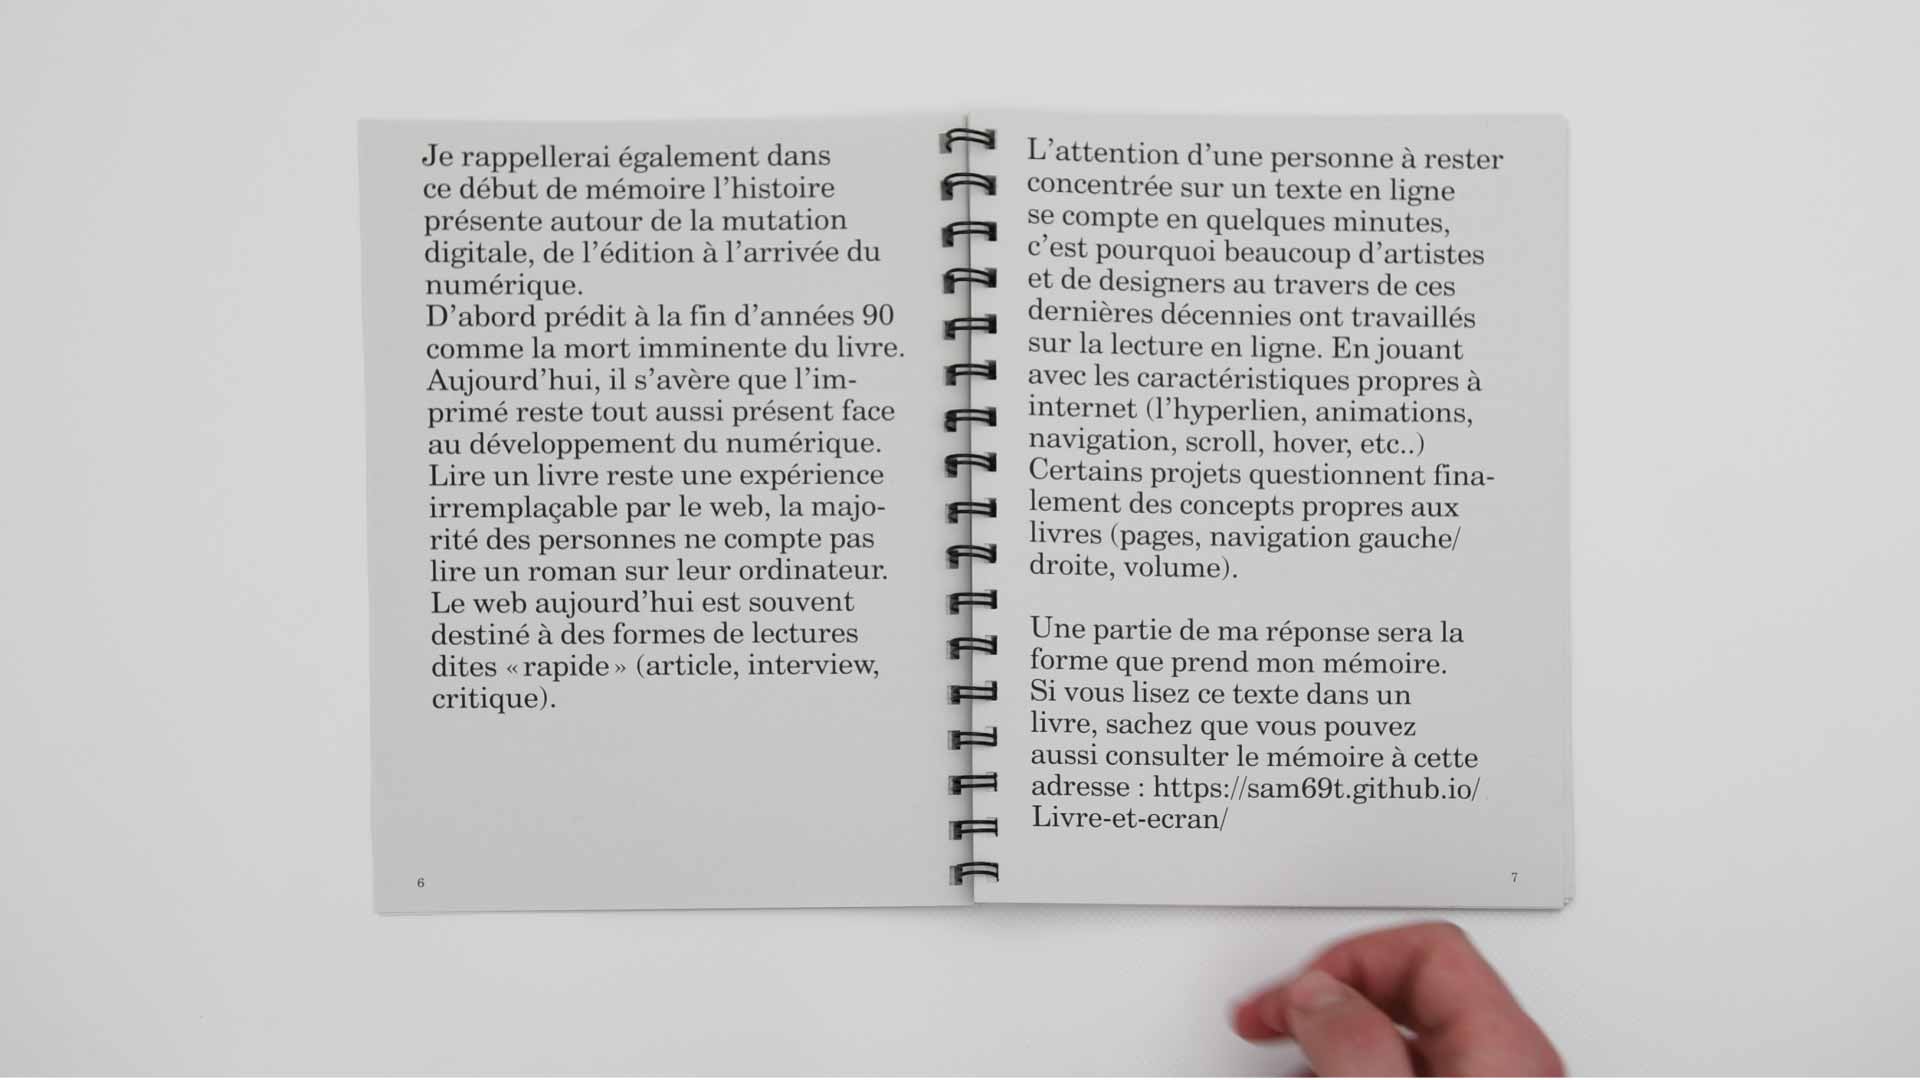 Je rappellerai également dans
ce début de mémoire l’histoire
présente autour de la mutation
digitale, de l’édition à l’arrivée du
numérique.
D’abord prédit à la fin d’années 90
comme la mort imminente du livre.
Aujourd’hui, il s’avère que l’im-
primé reste tout aussi présent face
au développement du numérique.
Lire un livre reste une expérience
irremplaçable par le web, la majo-
rité des personnes ne compte pas
lire un roman sur leur ordinateur.
Le web aujourd’hui est souvent
destiné à des formes de lectures
dites « rapide » (article, interview,
critique).
6
L’attention d’une personne à rester
concentrée sur un texte en ligne
se compte en quelques minutes,
c’est pourquoi beaucoup d’artistes
et de designers au travers de ces
dernières décennies ont travaillés
sur la lecture en ligne. En jouant
avec les caractéristiques propres à
internet (l’hyperlien, animations,
navigation, scroll, hover, etc..)
Certains projets questionnent fina-
lement des concepts propres aux
livres (pages, navigation gauche/
droite, volume).
Une partie de ma réponse sera la
forme que prend mon mémoire.
Si vous lisez ce texte dans un
livre, sachez que vous pouvez
aussi consulter le mémoire à cette
adresse : https://sam69t.github.io/
Livre-et-ecran/
7